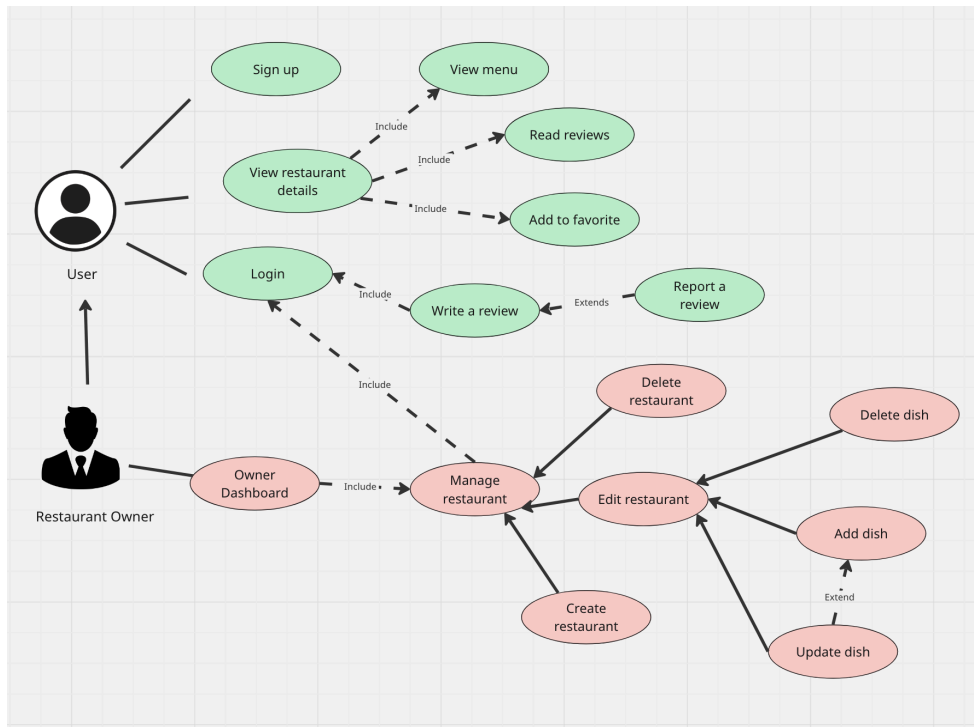 Sign up
View menu
Include
Read reviews
Include
View restaurant
details
Include
Add to favorite
User
Login
Include
Write a review
Extends
Report a
review
Include
Delete
restaurant
Delete dish
Restaurant Owner
Owner
Dashboard
Include
Manage
restaurant
Edit restaurant
Add dish
Extend
Create
restaurant
Update dish